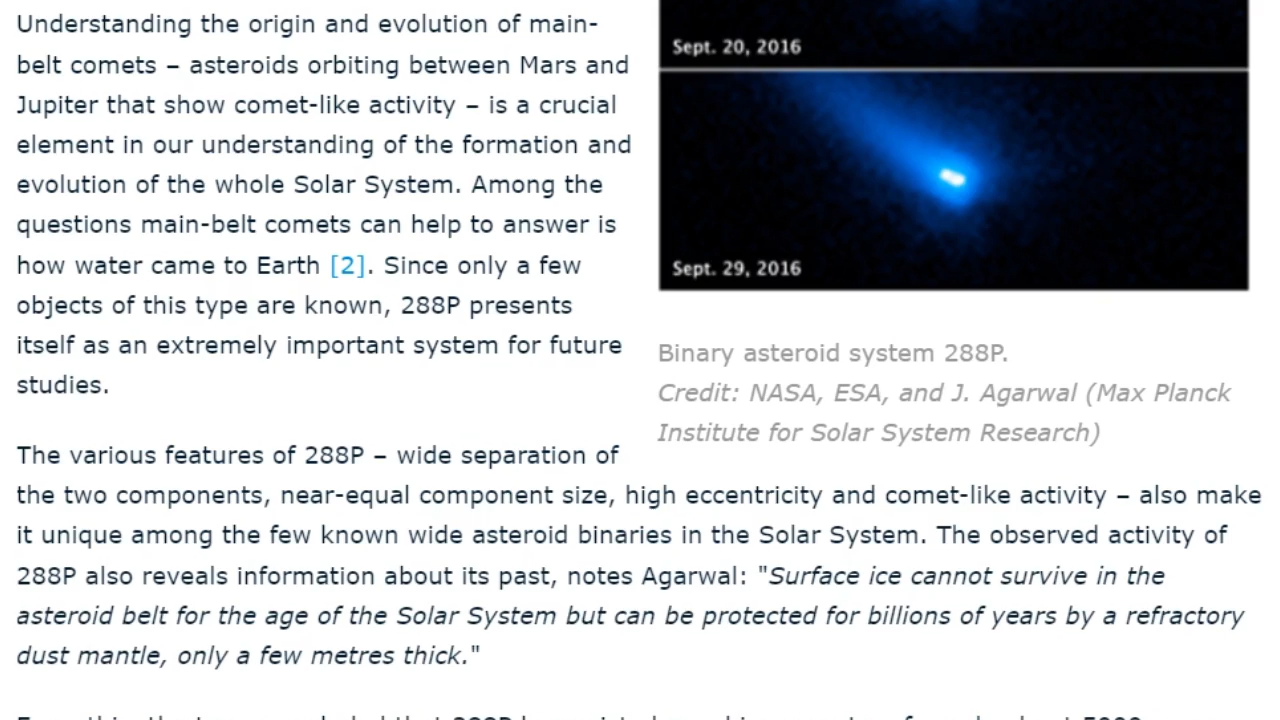 Understanding the origin and evolution of main-
belt comets – asteroids orbiting between Mars and
Jupiter that show comet-like activity – is a crucial
element in our understanding of the formation and
evolution of the whole Solar System. Among the
questions main-belt comets can help to answer is
how water came to Earth [2]. Since only a few
objects of this type are known, 288P presents
itself as an extremely important system for future
studies.
Sept. 20, 2016
Sept. 29, 2016
Binary asteroid system 288P.
Credit: NASA, ESA, and J. Agarwal (Max Planck
Institute for Solar System Research)
The various features of 288P – wide separation of
the two components, near-equal component size, high eccentricity and comet-like activity – also make
it unique among the few known wide asteroid binaries in the Solar System. The observed activity of
288P also reveals information about its past, notes Agarwal: "Surface ice cannot survive in the
asteroid belt for the age of the Solar System but can be protected for billions of years by a refractory
dust mantle, only a few metres thick."